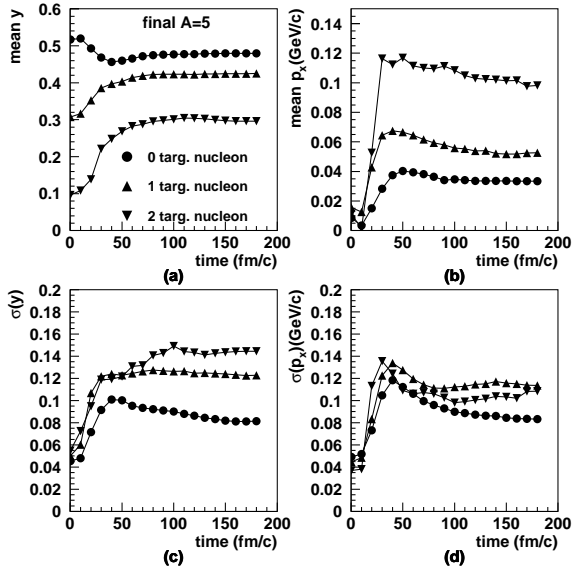 mean y
0.6
0.5
0.4
0.3
0.2
0.1
0
final A=5
0 targ. nucleon
1 targ. nucleon
2 targ. nucleon
0 50 100 150 200
time (fm/c)
(a)
mean px(GeV/c)
0.14
0.12
0.1
0.08
0.06
0.04
0.02
0
0 50 100 150 200
time (fm/c)
(b)
σ(y)
0.2
0.18
0.16
0.14
0.12
0.1
0.08
0.06
0.04
0.02
0
0 50 100 150 200
time (fm/c)
(c)
σ(px)(GeV/c)
0.2
0.18
0.16
0.14
0.12
0.1
0.08
0.06
0.04
0.02
0
0 50 100 150 200
time (fm/c)
(d)